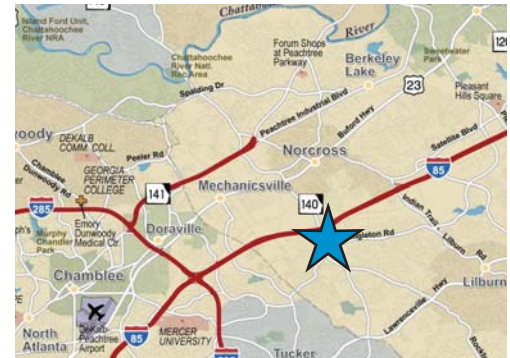 Island Ford Unit,
Chattahoochee
River NRA
Chattahoochee
River
Forum Shops
at Peachtree
Parkway
Sweetwater
Park
120
Chattahoochee
River Natl.
Rec Area
Berkeley
Lake
23
Pleasant
Hills Square
Spalding Dr
Peachtree Industrial Blvd
Buford Hwy
Satellite Blvd
woody
DEKALB
COMM. COLL.
Peeler Rd
Norcross
85
Chamblee
Dunwoody Rd
GEORGIA
PERIMETER
COLLEGE
141
Mechanicsville
140
Indian Trail - Lilburn Rd
285
Emory
Dunwoody
Medical Ctr.
Murphy
Chandler
Park
Doraville
ngleton Rd
Chamblee
Lawrenceville Hwy
Lilburn
DeKalb-
Peachtree
Airport
North
Atlanta
85
MERCER
UNIVERSITY
Tucker